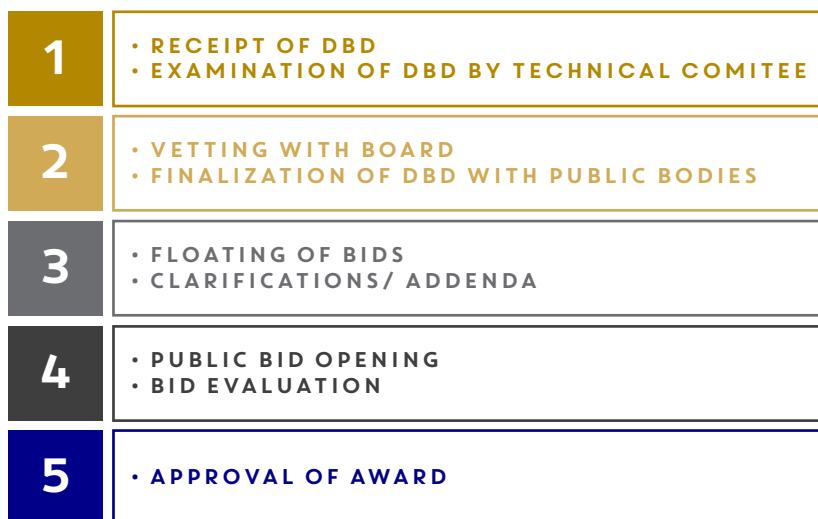 1
• RECEIPT OF DBD
• EXAMINATION OF DBD BY TECHNICAL COMITEE
2
• VETTING WITH BOARD
• FINALIZATION OF DBD WITH PUBLIC BODIES
3
• FLOATING OF BIDS
• CLARIFICATIONS/ ADDENDA
4
• PUBLIC BID OPENING
• BID EVALUATION
5
• APPROVAL OF AWARD